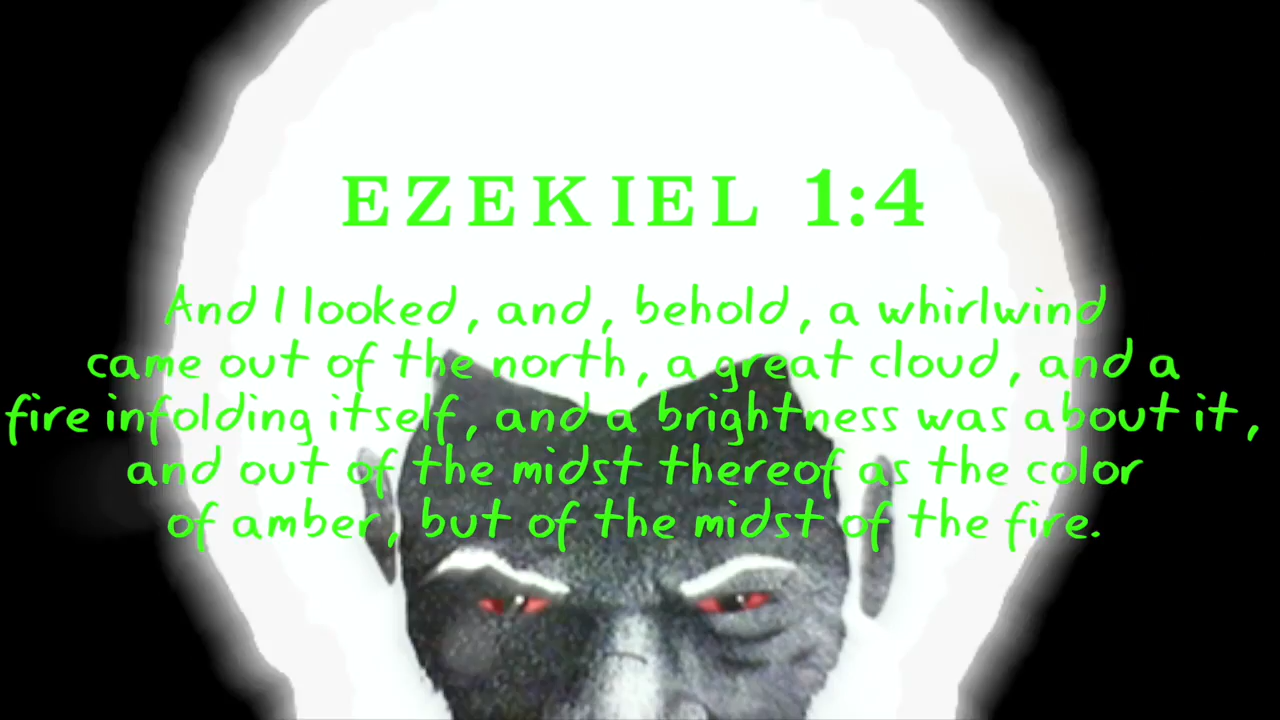 EZEKIEL 1:4
And I looked, and, behold, a whirlwind
came out of the north, a great cloud, and a
fire infolding itself, and a brightness was about it,
and out of the midst thereof as the color
of amber, but of the midst of the fire.